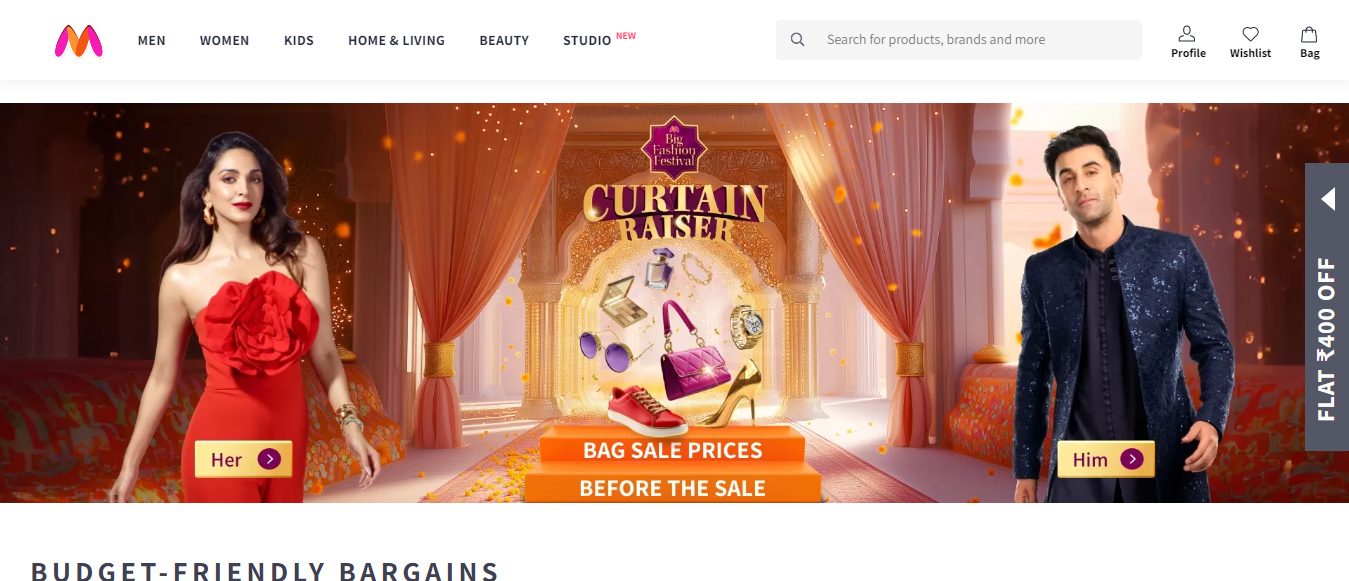 MEN WOMEN KIDS HOME & LIVING BEAUTY STUDIO NEW
Search for products, brands and more
Profile Wishlist Bag
Big
Fashion
Festival
CURTAIN
RAISER
FLAT ₹400 OFF
BAG SALE PRICES
Her
Him
BEFORE THE SALE
BUDGET-FRIENDLY BARGAINS